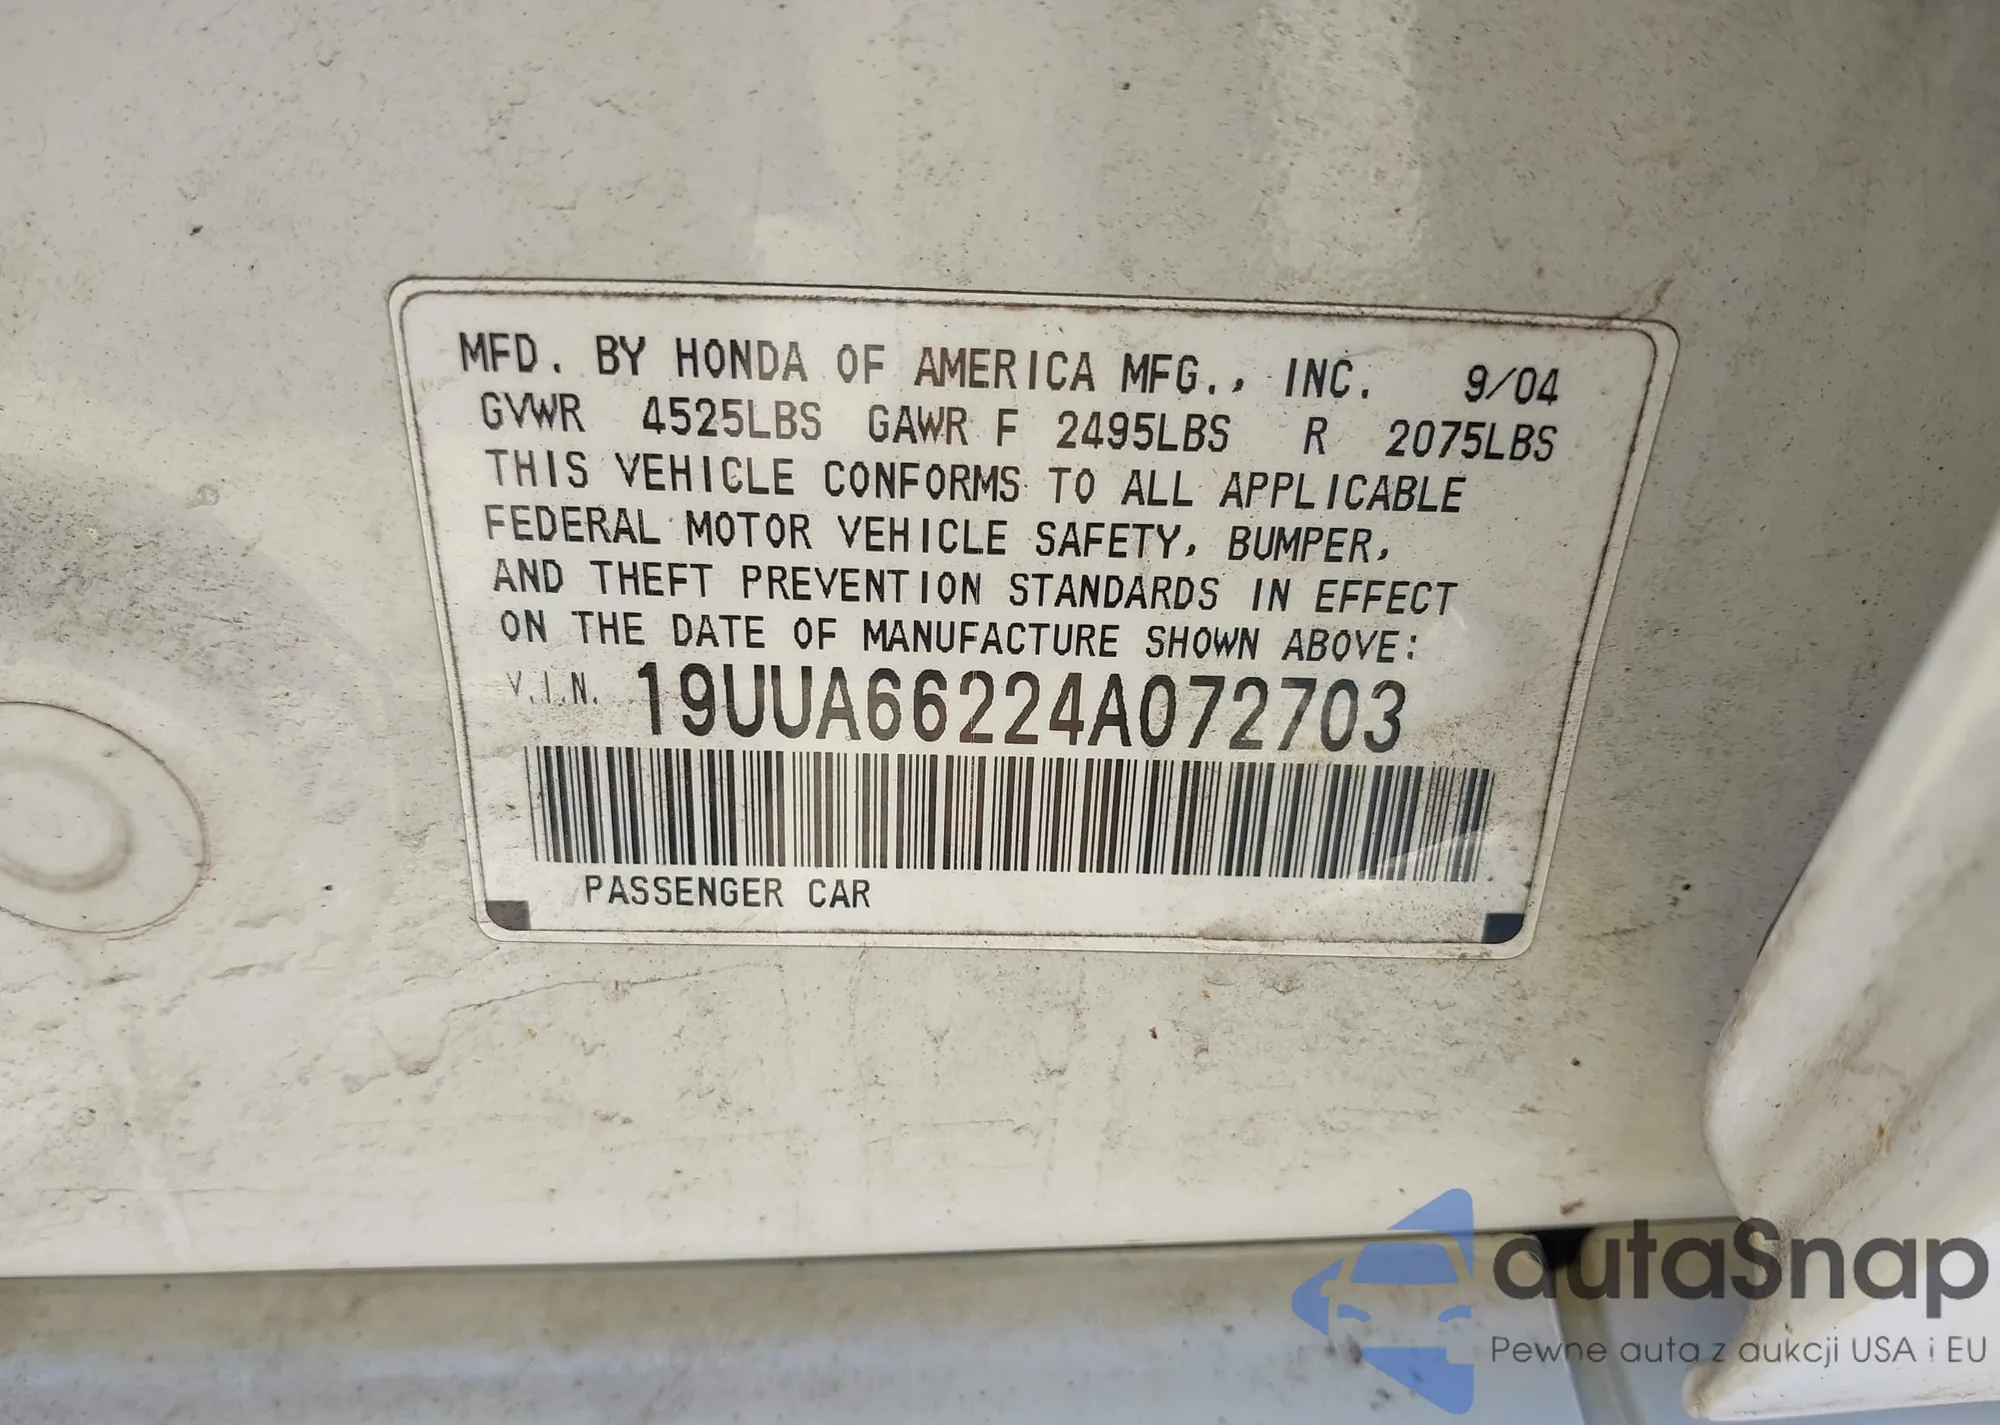 MFD. BY HONDA OF AMERICA MFG., INC. 9/04
GVWR 4525LBS GAWR F 2495LBS R 2075LBS
THIS VEHICLE CONFORMS TO ALL APPLICABLE
FEDERAL MOTOR VEHICLE SAFETY, BUMPER,
AND THEFT PREVENTION STANDARDS IN EFFECT
ON THE DATE OF MANUFACTURE SHOWN ABOVE:
V.I.N. 19UUA66224A072703
PASSENGER CAR
autaSnap
Pewne auta z aukcji USA i EU